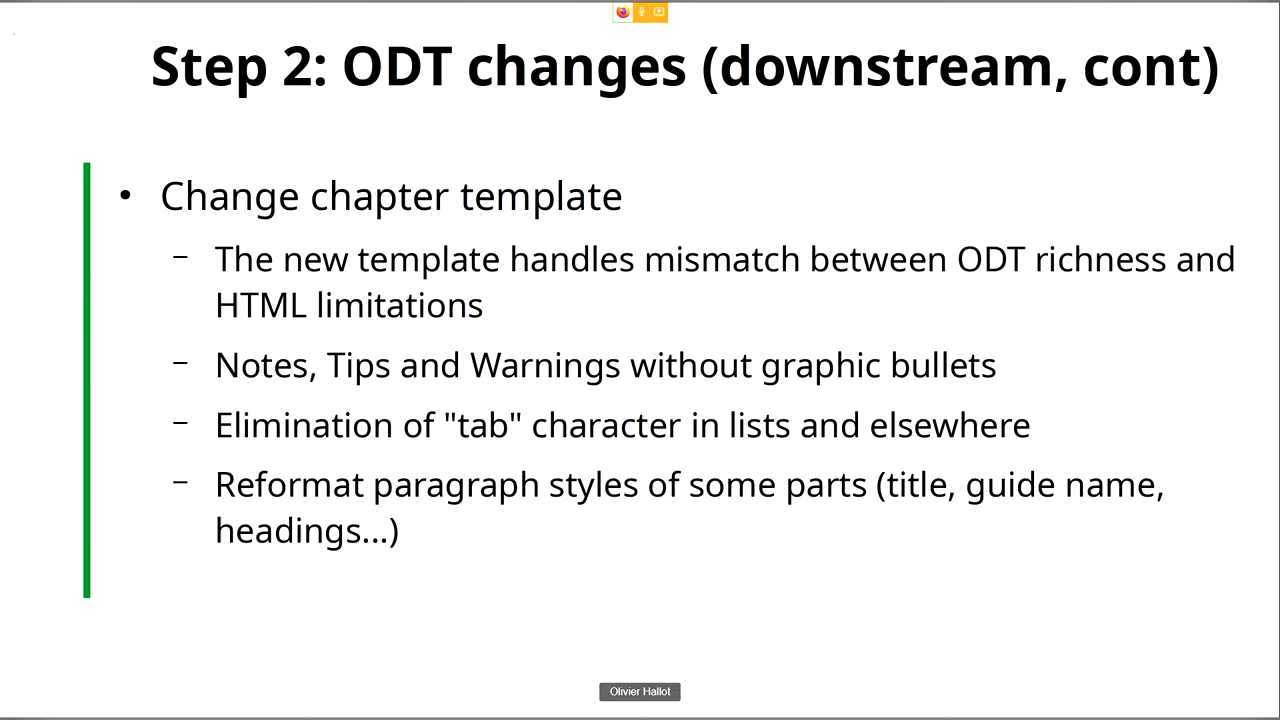 Step 2: ODT changes (downstream, cont)
• Change chapter template
– The new template handles mismatch between ODT richness and
HTML limitations
– Notes, Tips and Warnings without graphic bullets
– Elimination of "tab" character in lists and elsewhere
– Reformat paragraph styles of some parts (title, guide name,
headings...)
Olivier Hallot